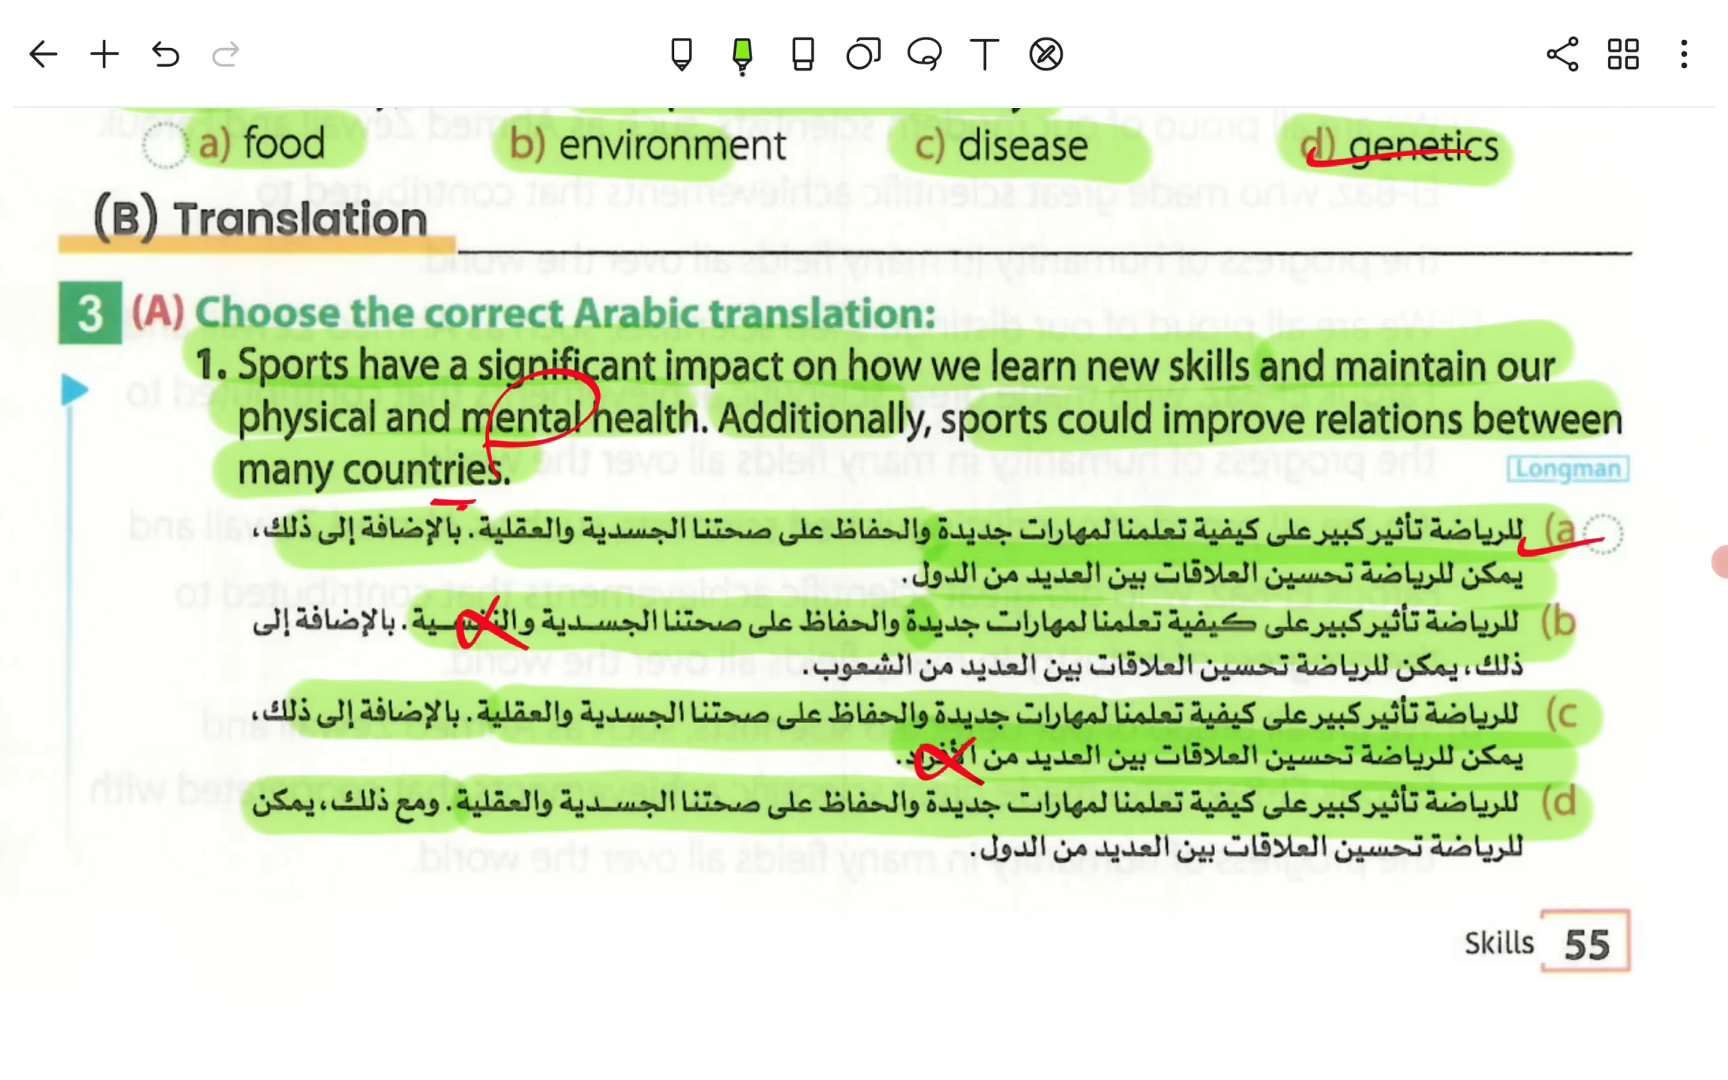 a) food b) environment c) disease d) genetics
(B) Translation
3 (A) Choose the correct Arabic translation:
1. Sports have a significant impact on how we learn new skills and maintain our
physical and mental health. Additionally, sports could improve relations between
many countries.
Longman
a) للرياضة تأثير كبير على كيفية تعلمنا لمهارات جديدة والحفاظ على صحتنا الجسدية والعقلية. بالإضافة إلى ذلك،
يمكن للرياضة تحسين العلاقات بين العديد من الدول.
b) للرياضة تأثير كبير على كيفية تعلمنا لمهارات جديدة والحفاظ على صحتنا الجسدية والنفسية. بالإضافة إلى
ذلك، يمكن للرياضة تحسين العلاقات بين العديد من الشعوب.
c) للرياضة تأثير كبير على كيفية تعلمنا لمهارات جديدة والحفاظ على صحتنا الجسدية والعقلية. بالإضافة إلى ذلك،
يمكن للرياضة تحسين العلاقات بين العديد من الأفراد.
d) للرياضة تأثير كبير على كيفية تعلمنا لمهارات جديدة والحفاظ على صحتنا الجسدية والعقلية. ومع ذلك، يمكن
للرياضة تحسين العلاقات بين العديد من الدول.
Skills 55